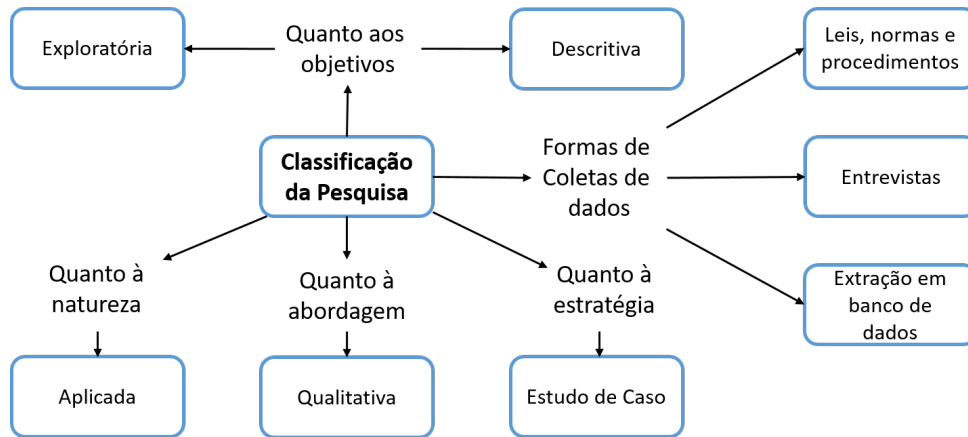 Exploratória
Quanto aos
objetivos
Descritiva
Leis, normas e
procedimentos
Classificação
da Pesquisa
Formas de
Coletas de
dados
Entrevistas
Quanto à
natureza
Quanto à
abordagem
Quanto à
estratégia
Extração em
banco de
dados
Aplicada
Qualitativa
Estudo de Caso